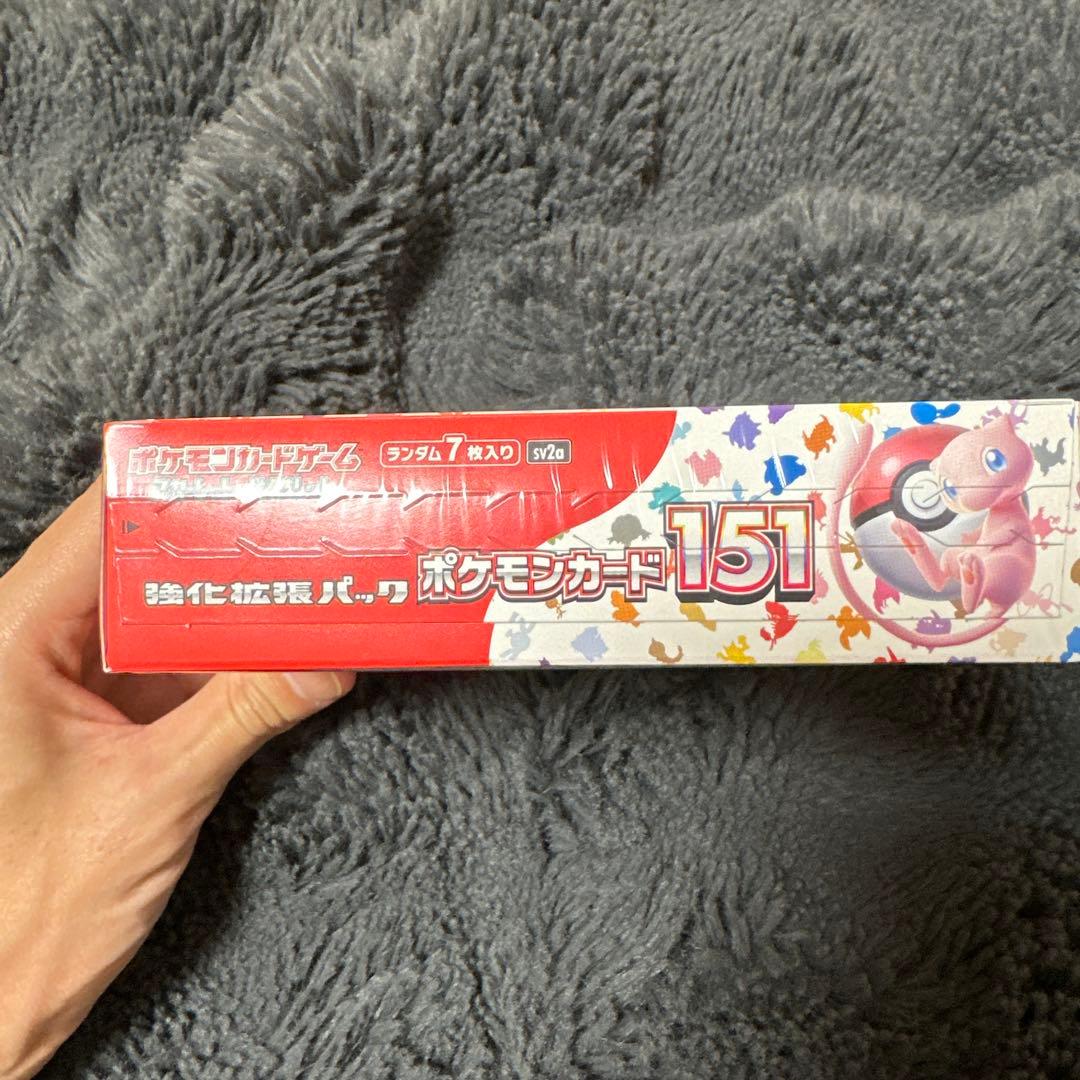 ポケモンカードゲーム
ランダム7枚入り
sv2a
強化拡張パック
ポケモンカード151